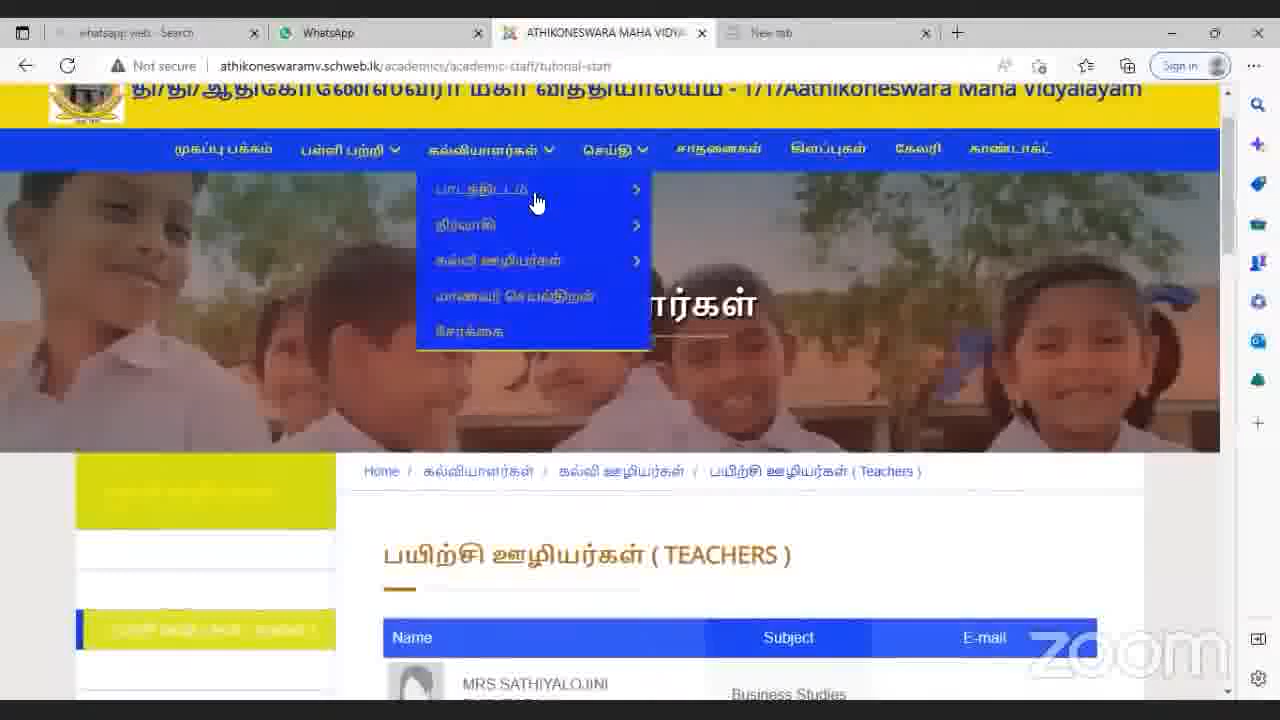 whatsapp web - Search
WhatsApp
ATHIKONESWARA MAHA VIDYA
New tab
Not secure
athikoneswaramv.schweb.lk/academics/academic-staff/tutorial-staff
Sign in
தி/தி/ஆதிகோணேஸ்வரா மகா வித்தியாலயம் - T/T/Aathikoneswara Maha Vidyalayam
முகப்பு பக்கம்
பள்ளி பற்றி
கல்வியாளர்கள்
செய்தி
சாதனைகள்
கிளப்புகள்
கேலரி
காண்டாக்ட்
பாடத்திட்டம்
நிர்வாகி
கல்வி ஊழியர்கள்
மாணவர் செயல்திறன்
சேர்க்கை
ார்கள்
Home / கல்வியாளர்கள் / கல்வி ஊழியர்கள் / பயிற்சி ஊழியர்கள் ( Teachers )
பயிற்சி ஊழியர்கள் ( TEACHERS )
Name
Subject
E-mail
MRS.SATHIYALOJINI
Business Studies
zoom